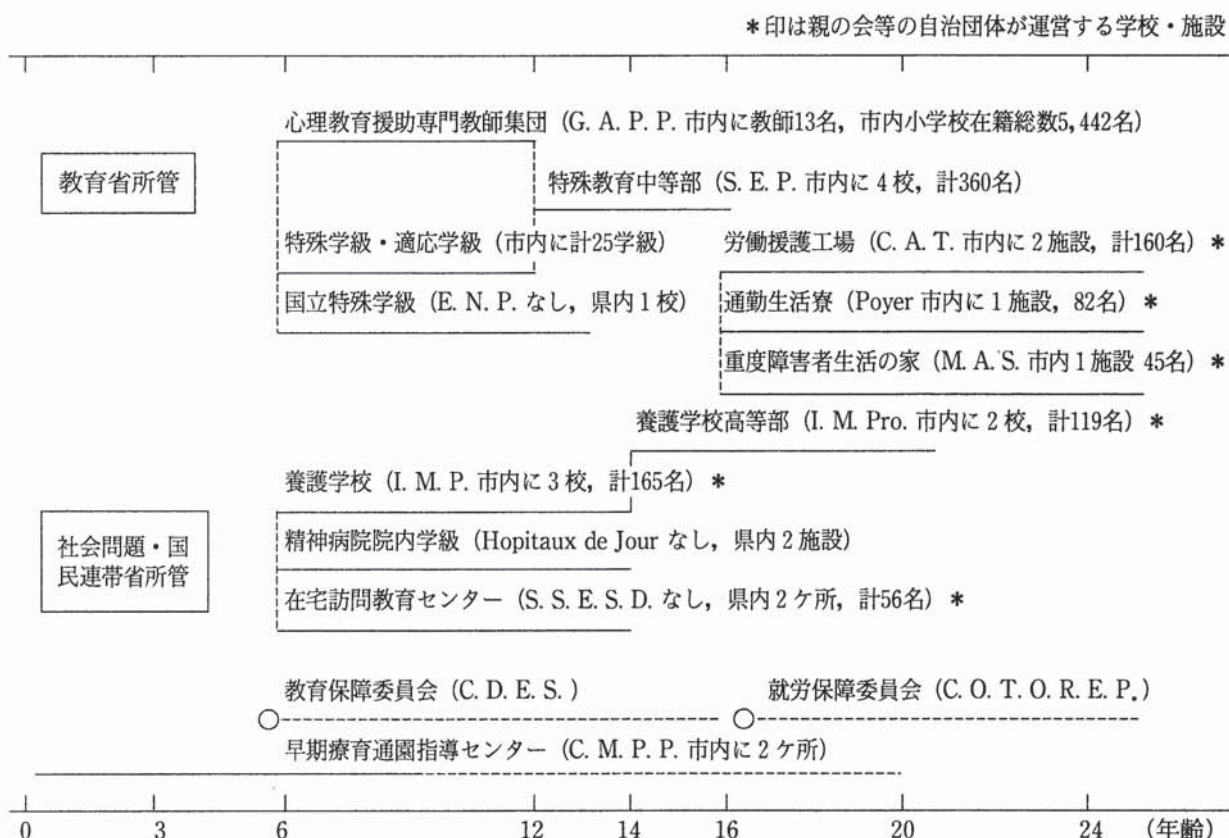 *印は親の会等の自治団体が運営する学校・施設
0 3 6 12 14 16 20 24
心理教育援助専門教師集団 (G. A. P. P. 市内に教師13名, 市内小学校在籍総数5,442名)
教育省所管
特殊教育中等部 (S. E. P. 市内に4校, 計360名)
特殊学級・適応学級 (市内に計25学級)
労働援護工場 (C. A. T. 市内に2施設, 計160名) *
国立特殊学級 (E. N. P. なし, 県内1校)
通勤生活寮 (Poyer 市内に1施設, 82名) *
重度障害者生活の家 (M. A. S. 市内1施設 45名) *
養護学校高等部 (I. M. Pro. 市内に2校, 計119名) *
養護学校 (I. M. P. 市内に3校, 計165名) *
社会問題・国
民連帯省所管
精神病院院内学級 (Hopitaux de Jour なし, 県内2施設)
在宅訪問教育センター (S. S. E. S. D. なし, 県内2ケ所, 計56名) *
教育保障委員会 (C. D. E. S. )
就労保障委員会 (C. O. T. O. R. E. P. )
早期療育通園指導センター (C. M. P. P. 市内に2ケ所)
0 3 6 12 14 16 20 24 (年齢)